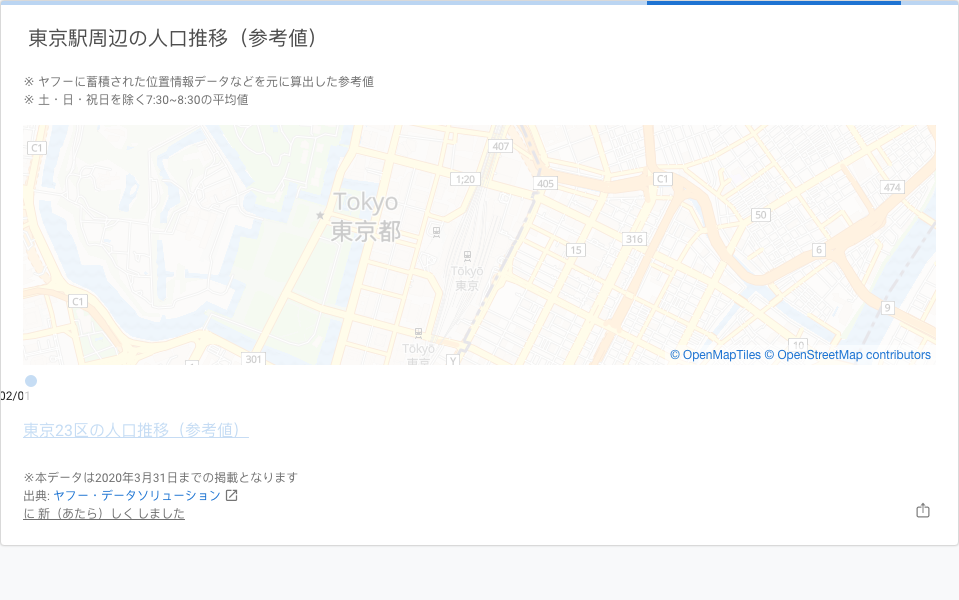 東京駅周辺の人口推移（参考値）
※ ヤフーに蓄積された位置情報データなどを元に算出した参考値
※ 土・日・祝日を除く7:30~8:30の平均値
C1
407
1;20
405
C1
474
Tokyo
東京都
50
316
15
6
Tōkyō
東京
C1
9
10
301
Tōkyō
東京
Y
© OpenMapTiles © OpenStreetMap contributors
02/01
東京23区の人口推移（参考値）
※本データは2020年3月31日までの掲載となります
出典: ヤフー・データソリューション
に 新（あたら）しく しました